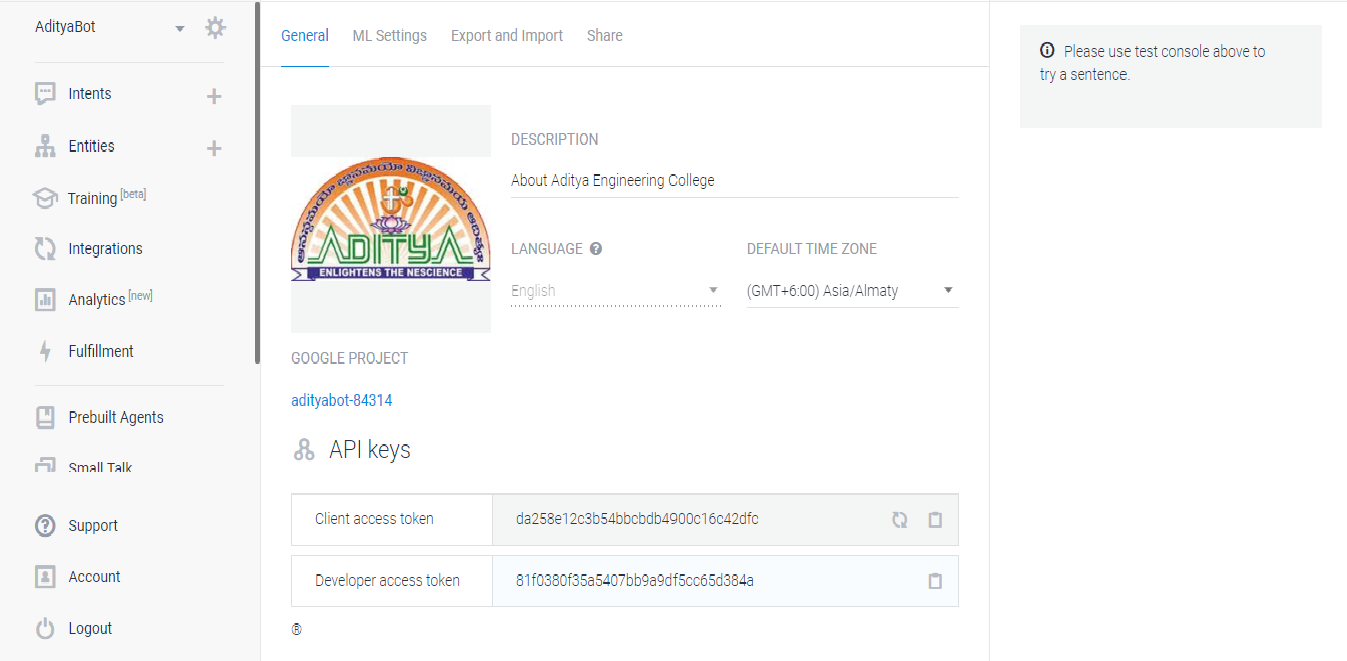 AdityaBot
Intents
Entities
Training [beta]
Integrations
Analytics [new]
Fulfillment
Prebuilt Agents
Small Talk
Support
Account
Logout
General ML Settings Export and Import Share
ADITYA
ENLIGHTENS THE NESCIENCE
DESCRIPTION
About Aditya Engineering College
LANGUAGE DEFAULT TIME ZONE
English (GMT+6:00) Asia/Almaty
GOOGLE PROJECT
adityabot-84314
API keys
Client access token da258e12c3b54bbcbdb4900c16c42dfc
Developer access token 81f0380f35a5407bb9a9df5cc65d384a
®
Please use test console above to
try a sentence.